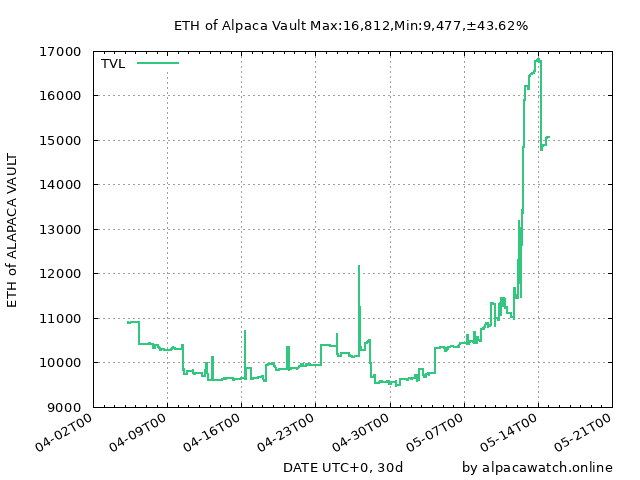 ETH of Alpaca Vault Max:16,812,Min:9,477,±43.62%
TVL
17000
16000
15000
14000
13000
12000
11000
10000
9000
ETH of ALAPACA VAULT
04-02T00
04-09T00
04-16T00
04-23T00
04-30T00
05-07T00
05-14T00
05-21T00
DATE UTC+0, 30d
by alpacawatch.online